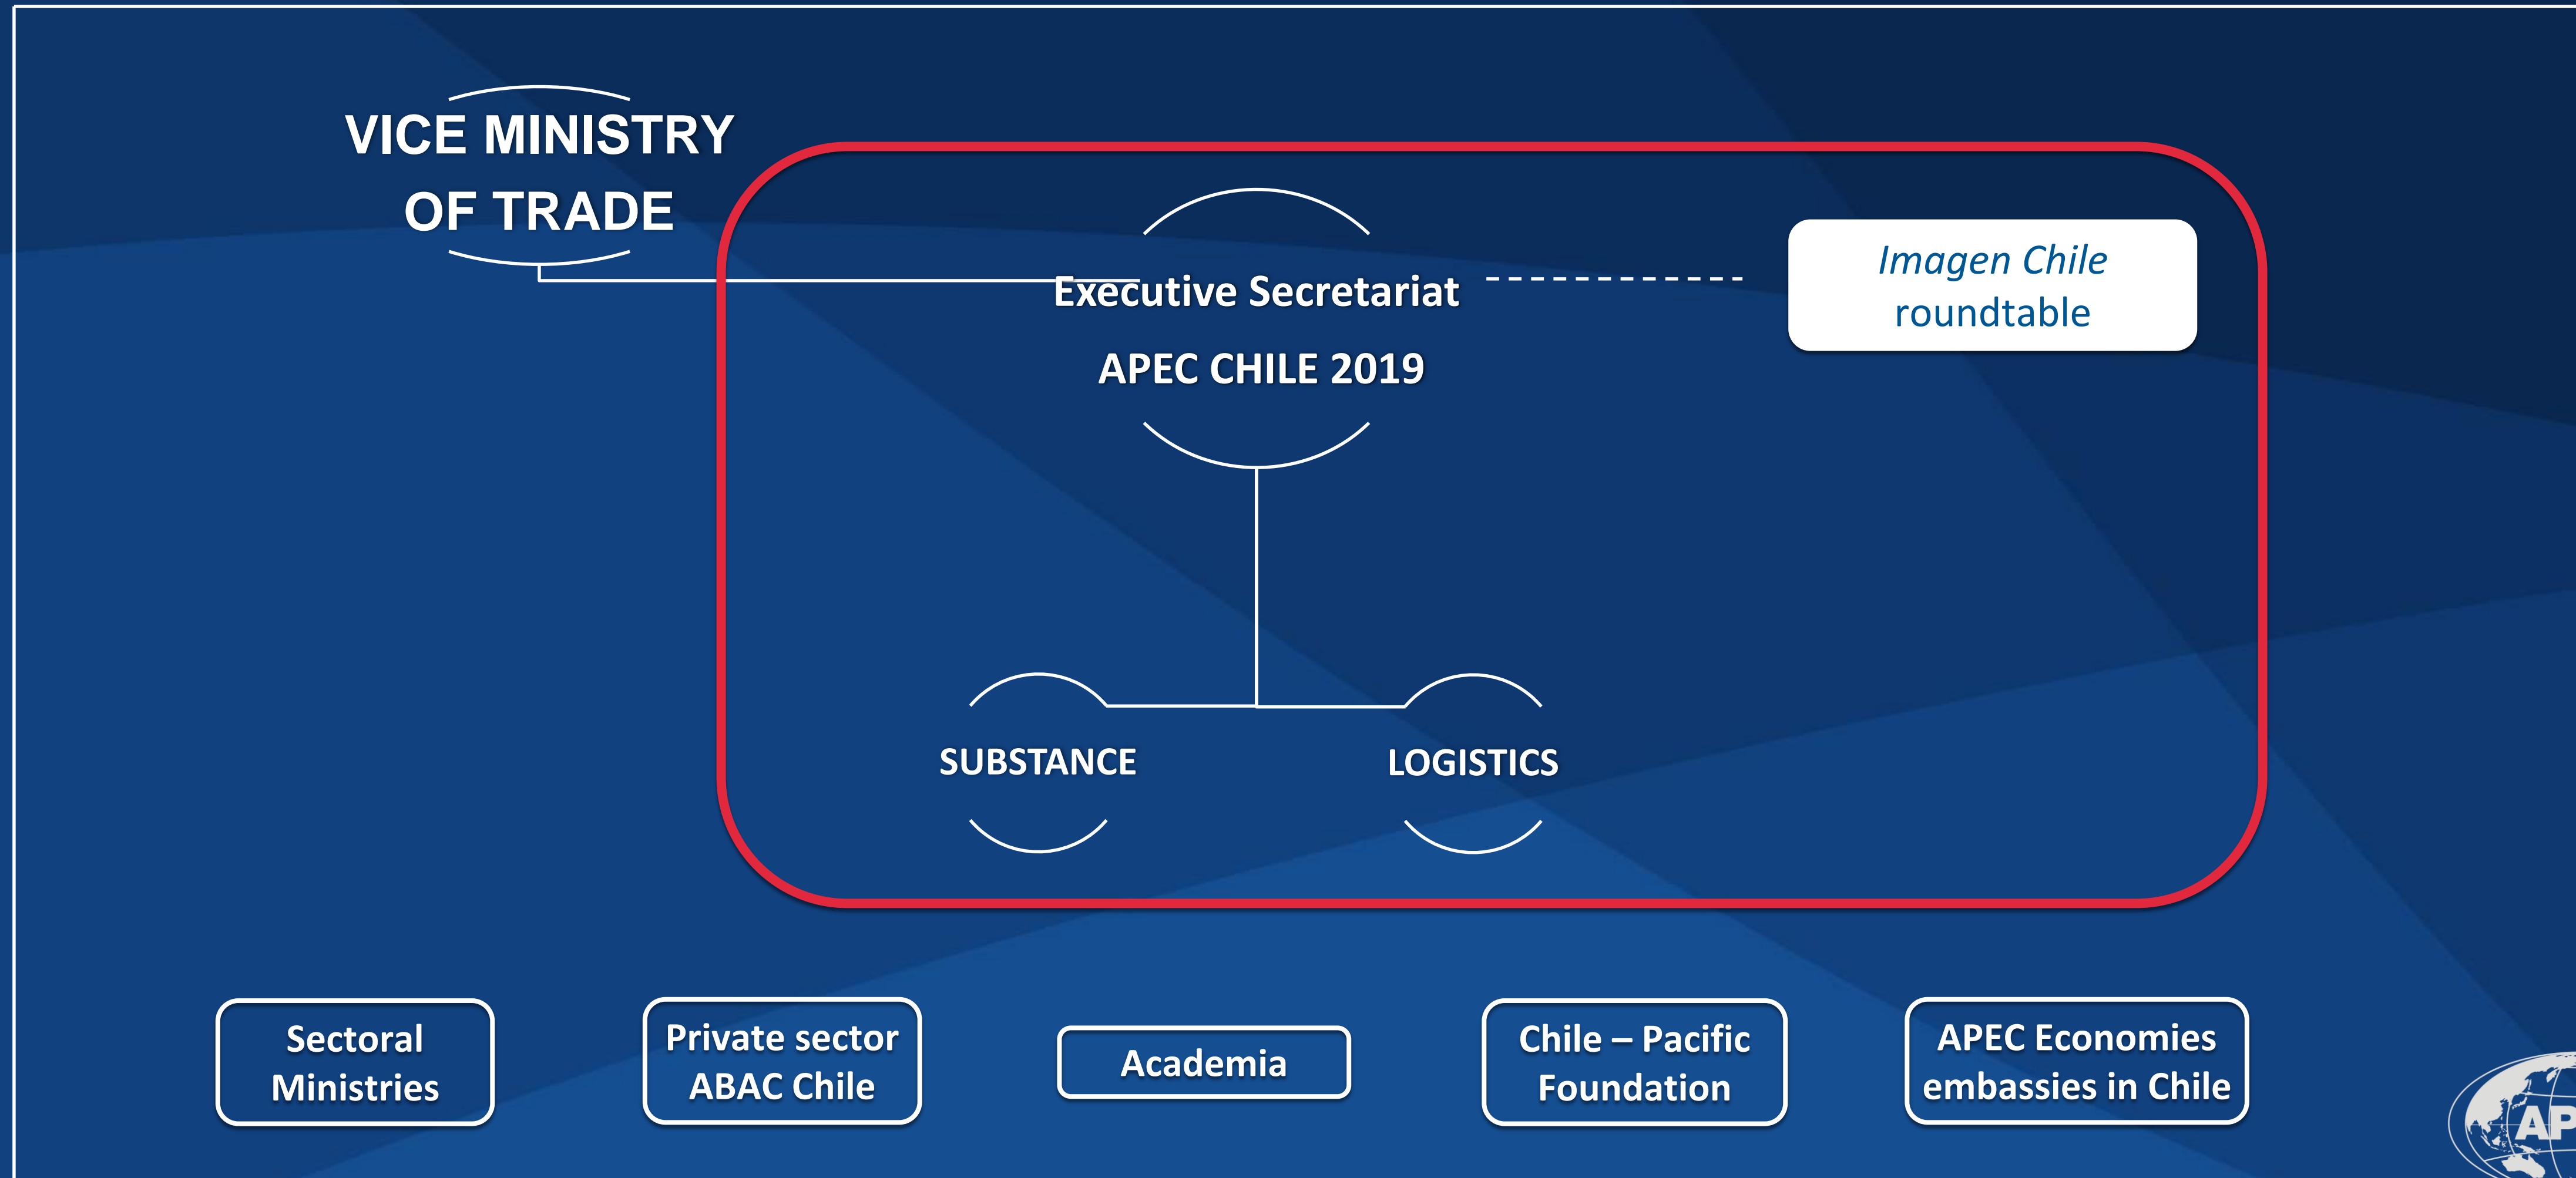 VICE MINISTRY
OF TRADE
Executive Secretariat
APEC CHILE 2019
Imagen Chile
roundtable
SUBSTANCE
LOGISTICS
Sectoral
Ministries
Private sector
ABAC Chile
Academia
Chile – Pacific
Foundation
APEC Economies
embassies in Chile